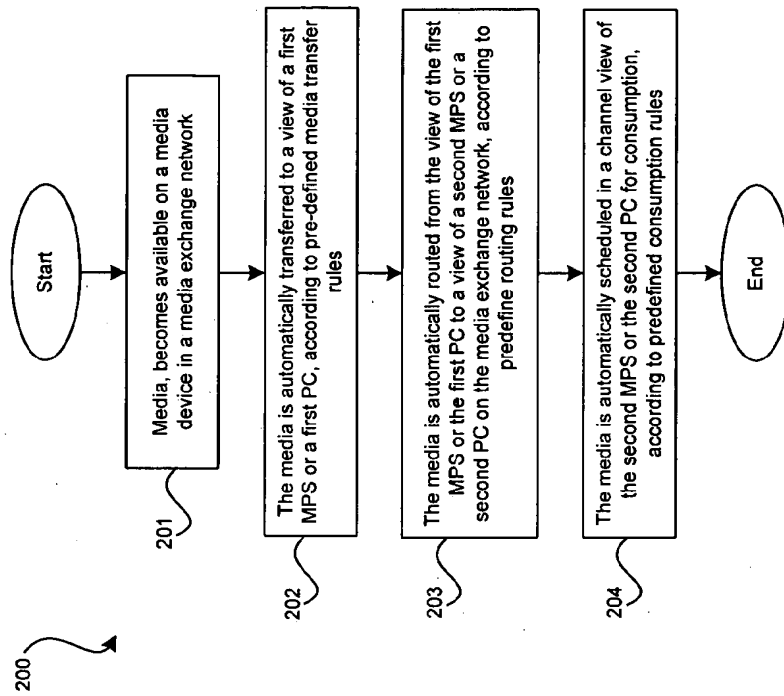 200
Start
Media, becomes available on a media
device in a media exchange network
201
The media is automatically transferred to a view of a first
MPS or a first PC, according to pre-defined media transfer
rules
202
The media is automatically routed from the view of the first
MPS or the first PC to a view of a second MPS or a
second PC on the media exchange network, according to
predefine routing rules
203
The media is automatically scheduled in a channel view of
the second MPS or the second PC for consumption,
according to predefined consumption rules
204
End